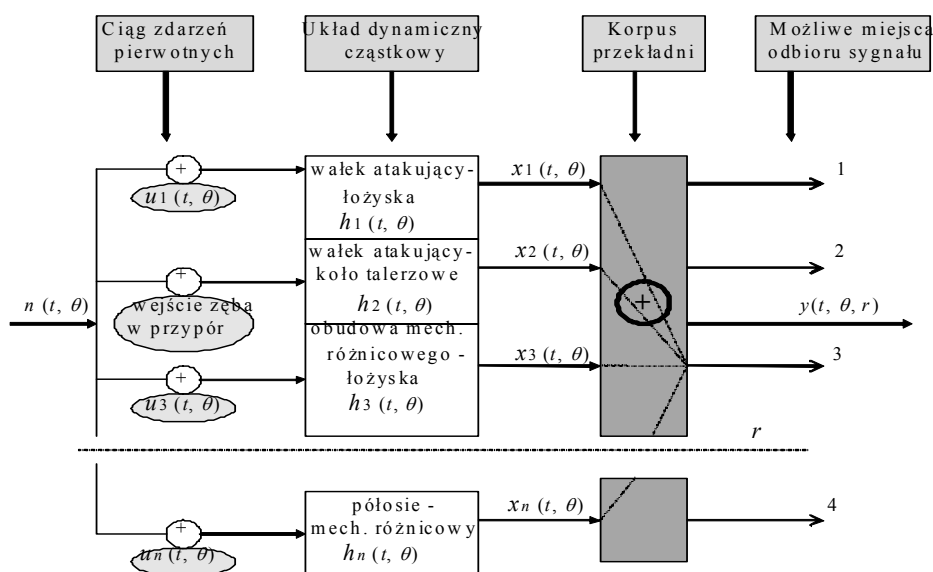 Ciąg zdarzeń
pierwotnych
Układ dynamiczny
cząstkowy
Korpus
przekładni
Możliwe miejsca
odbioru sygnału
+
u1 (t, θ)
wałek atakujący-
łożyska
h1 (t, θ)
x1 (t, θ)
1
n (t, θ)
+
wejście zęba
w przypór
wałek atakujący-
koło talerzowe
h2 (t, θ)
x2 (t, θ)
+
2
y(t, θ, r)
+
u3 (t, θ)
obudowa mech.
różnicowego -
łożyska
h3 (t, θ)
x3 (t, θ)
3
r
+
un (t, θ)
półosie -
mech. różnicowy
hn (t, θ)
xn (t, θ)
4